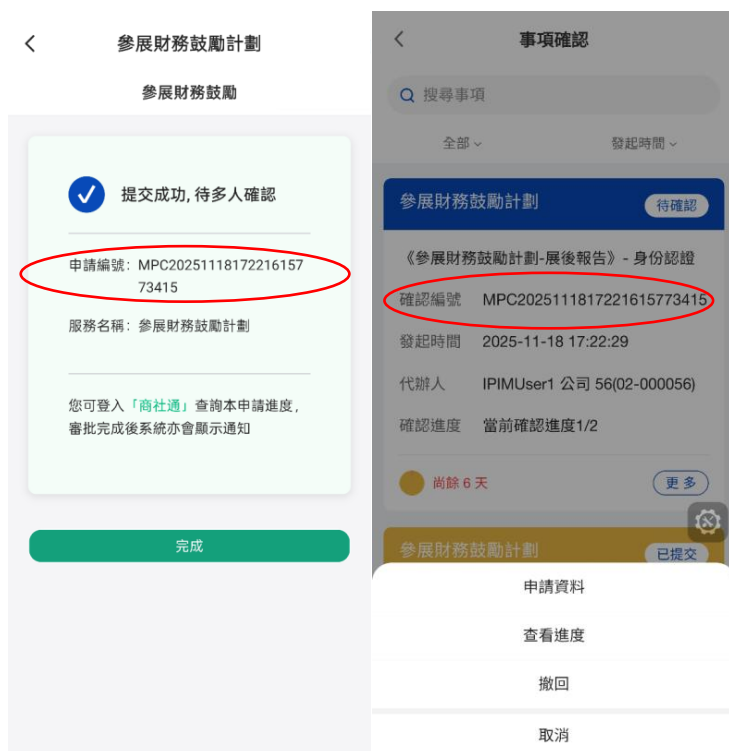 參展財務鼓勵計劃
參展財務鼓勵
提交成功, 待多人確認
申請編號: MPC20251118172216157
73415
服務名稱: 參展財務鼓勵計劃
您可登入「商社通」查詢本申請進度,
審批完成後系統亦會顯示通知
完成
事項確認
搜尋事項
全部
發起時間
參展財務鼓勵計劃 待確認
《參展財務鼓勵計劃-展後報告》- 身份認證
確認編號 MPC2025111817221615773415
發起時間 2025-11-18 17:22:29
代辦人 IPIMUser1 公司 56(02-000056)
確認進度 當前確認進度1/2
尚餘 6 天 更多
參展財務鼓勵計劃 已提交
申請資料
查看進度
撤回
取消